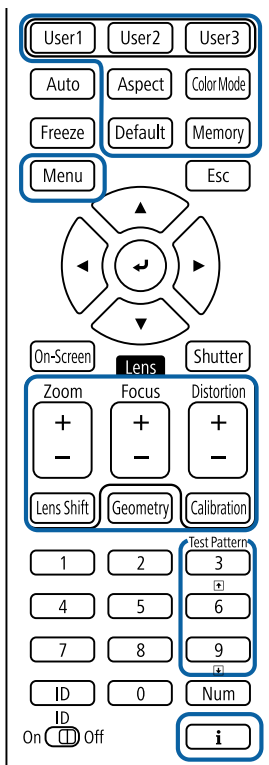 User1 User2 User3
Auto Aspect Color Mode
Freeze Default Memory
Menu Esc
On-Screen Lens Shutter
Zoom Focus Distortion
+ + +
− − −
Lens Shift Geometry Calibration
Test Pattern
1 2 3
4 5 6
7 8 9
ID 0 Num
ID
On Off i